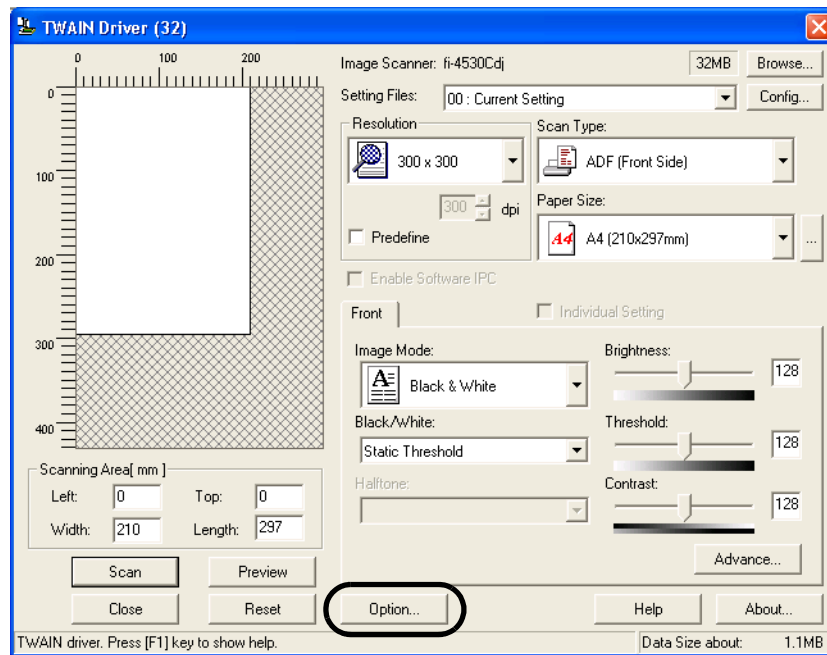 TWAIN Driver (32)
0 100 200
0
100
200
300
400
Image Scanner: fi-4530Cdj 32MB Browse...
Setting Files: 00 : Current Setting Config...
Resolution
300 x 300
300 dpi
Predefine
Scan Type:
ADF (Front Side)
Paper Size:
A4 A4 (210x297mm) ...
Enable Software IPC
Front Individual Setting
Image Mode:
A Black & White
Black/White:
Static Threshold
Halftone:
Brightness:
128
Threshold:
128
Contrast:
128
Advance...
Scanning Area[ mm ]
Left: 0 Top: 0
Width: 210 Length: 297
Scan Preview
Close Reset Option... Help About...
TWAIN driver. Press [F1] key to show help. Data Size about: 1.1MB